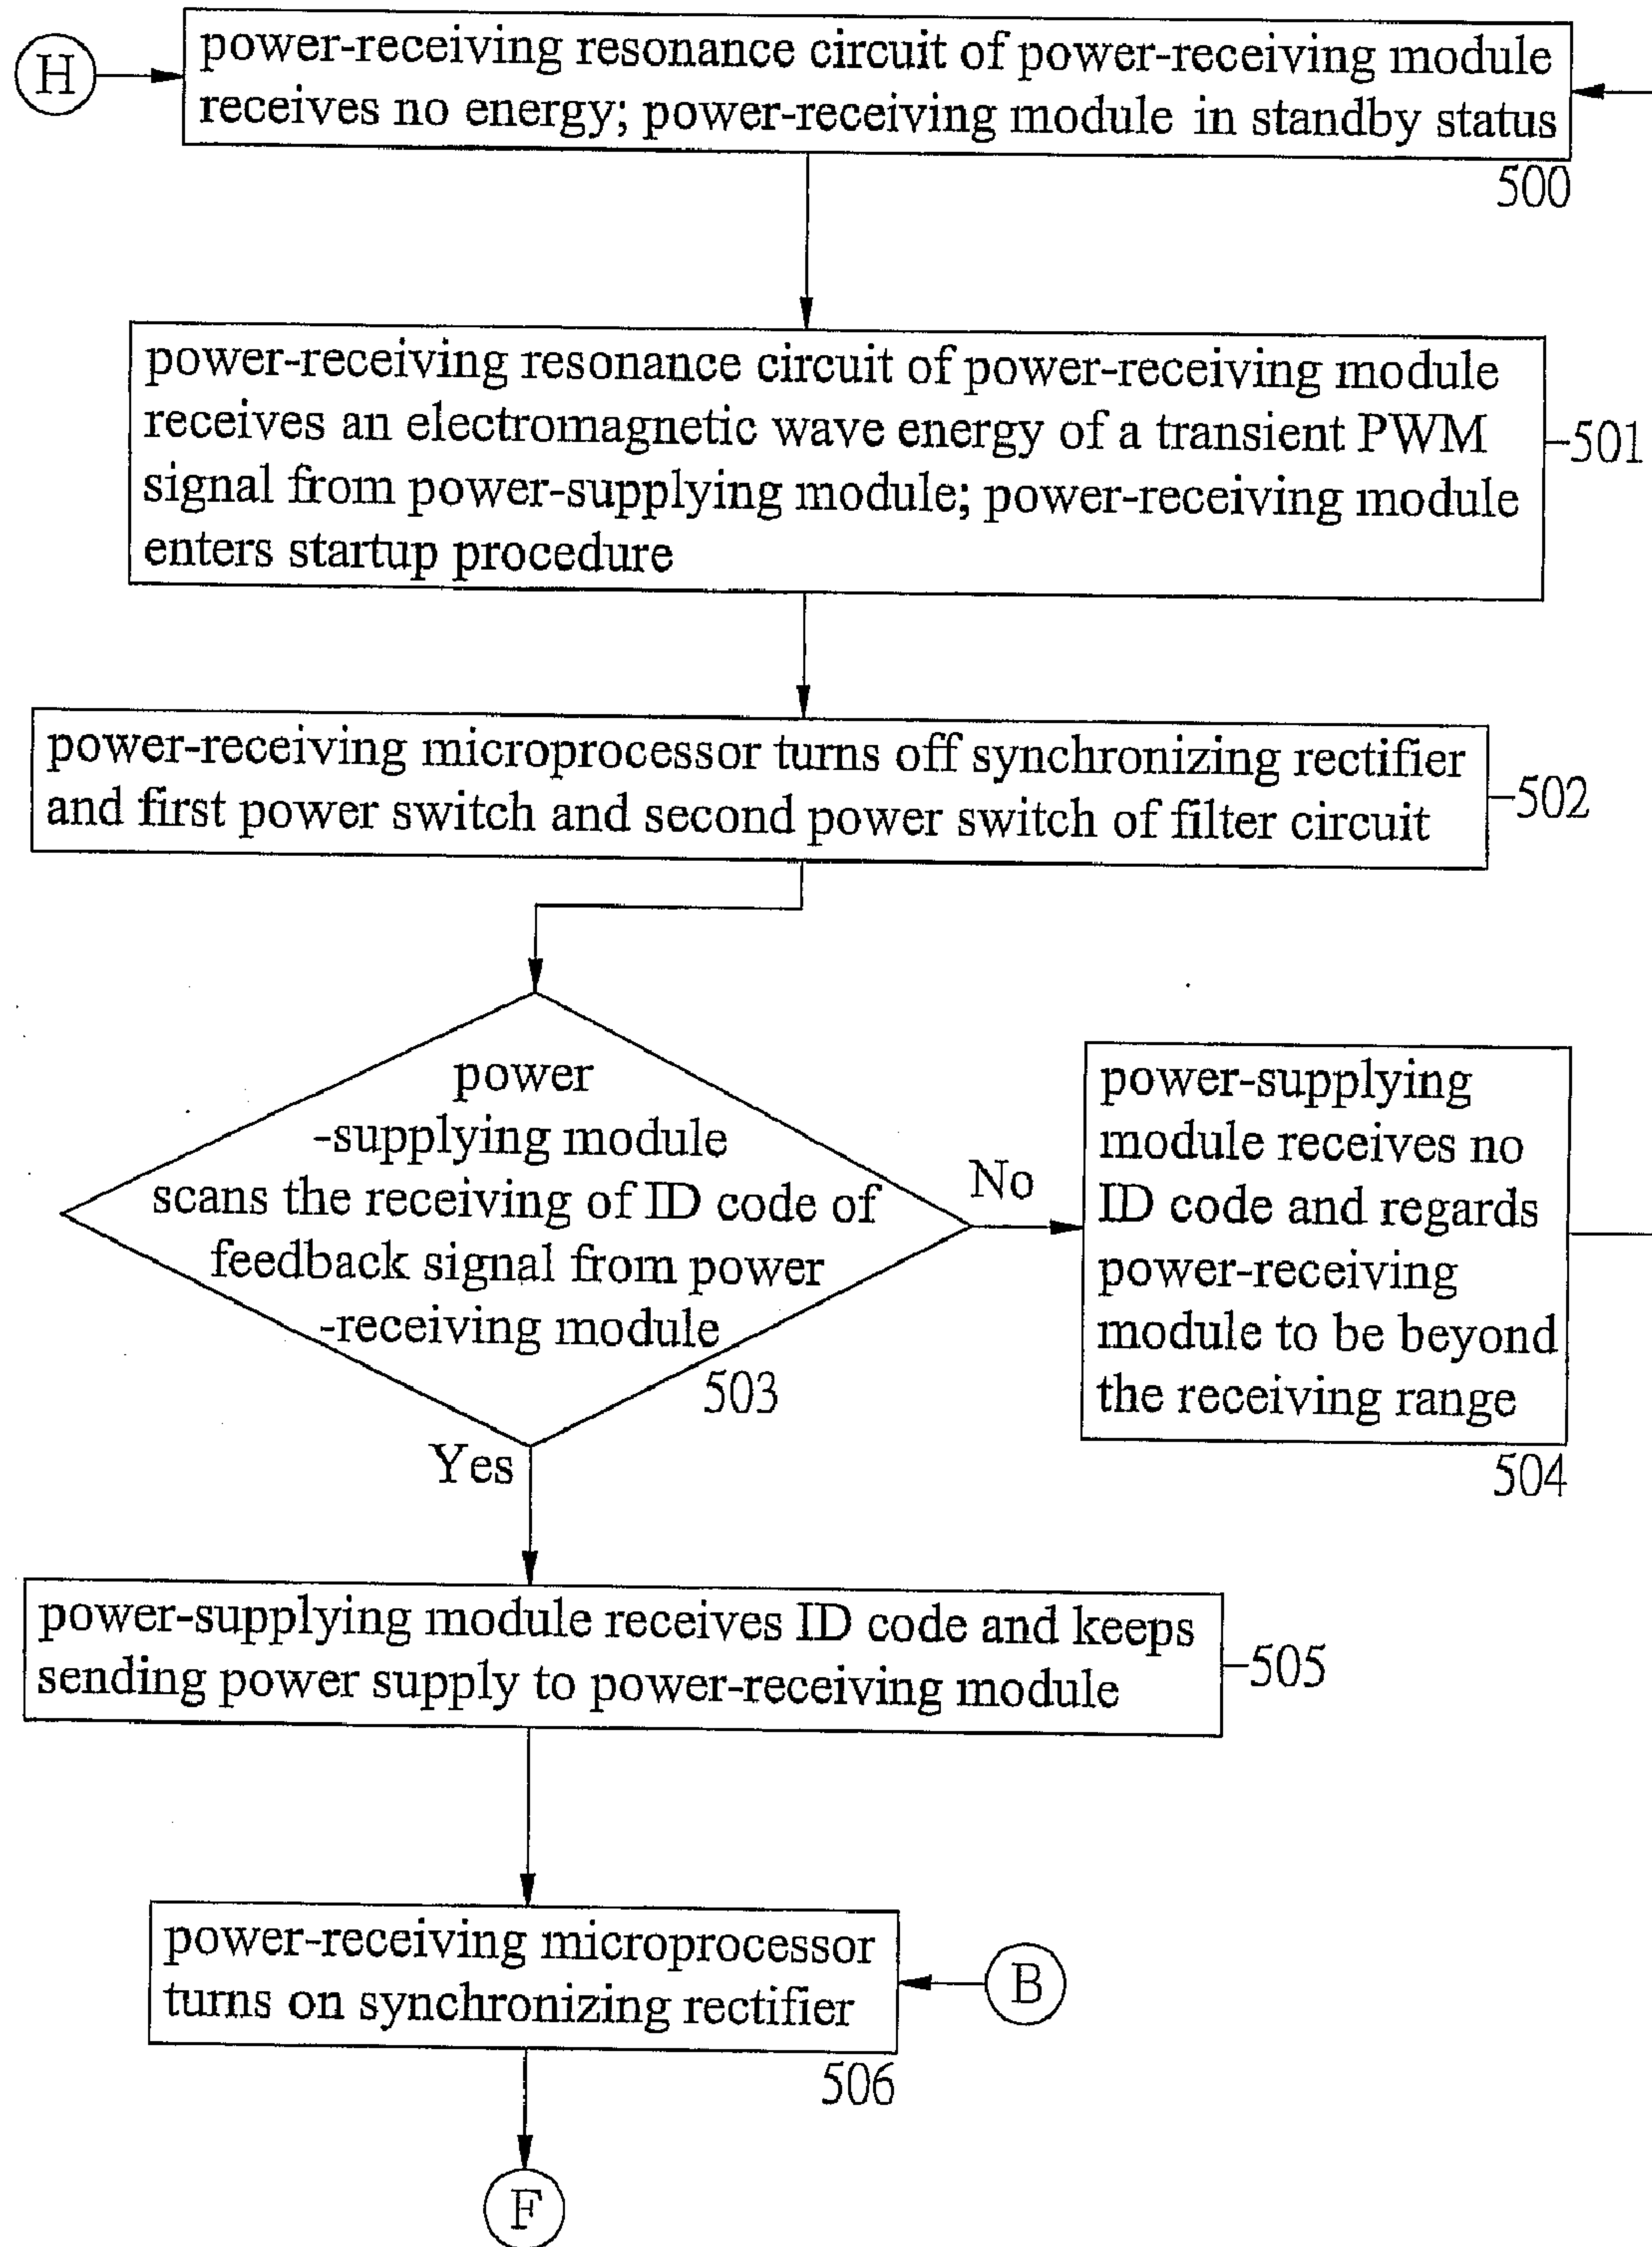 H
power-receiving resonance circuit of power-receiving module
receives no energy; power-receiving module in standby status
500
power-receiving resonance circuit of power-receiving module
receives an electromagnetic wave energy of a transient PWM
signal from power-supplying module; power-receiving module
enters startup procedure
501
power-receiving microprocessor turns off synchronizing rectifier
and first power switch and second power switch of filter circuit
502
power
-supplying module
scans the receiving of ID code of
feedback signal from power
-receiving module
503
No
power-supplying
module receives no
ID code and regards
power-receiving
module to be beyond
the receiving range
504
Yes
power-supplying module receives ID code and keeps
sending power supply to power-receiving module
505
power-receiving microprocessor
turns on synchronizing rectifier
506
B
F